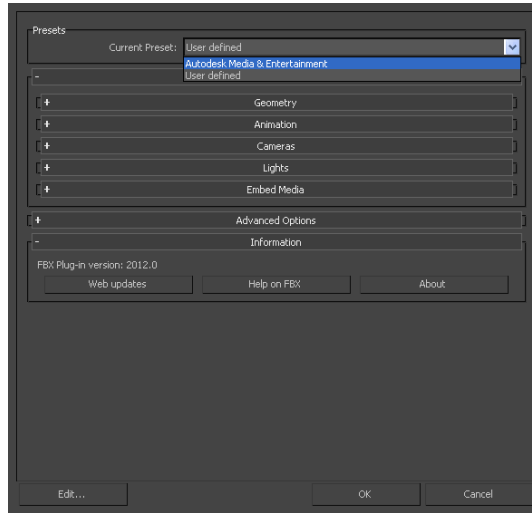 Presets
Current Preset: User defined
Autodesk Media & Entertainment
User defined
-
+ Geometry
+ Animation
+ Cameras
+ Lights
+ Embed Media
+ Advanced Options
- Information
FBX Plug-in version: 2012.0
Web updates Help on FBX About
Edit... OK Cancel